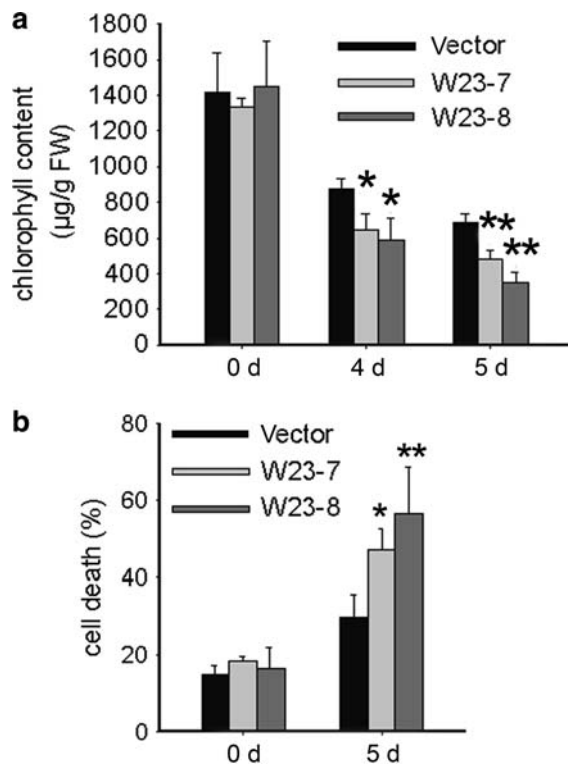 a
chlorophyll content
(µg/g FW)
1800
1600
1400
1200
1000
800
600
400
200
0
Vector
W23-7
W23-8
*
*
**
**
0 d
4 d
5 d
b
cell death (%)
80
60
40
20
0
Vector
W23-7
W23-8
*
**
0 d
5 d